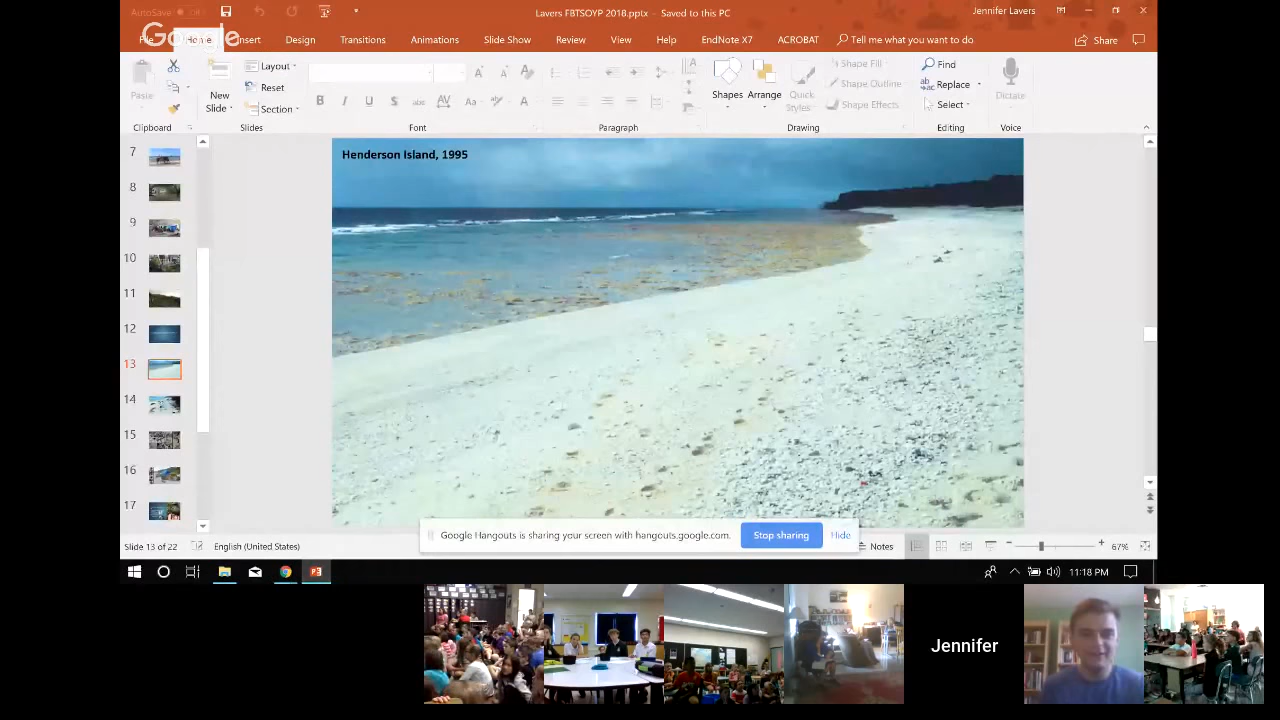 AutoSave Off
Lavers FBTSOYP 2018.pptx – Saved to this PC
Jennifer Lavers
Google
File Home Insert Design Transitions Animations Slide Show Review View Help EndNote X7 ACROBAT Tell me what you want to do Share
Paste
New Slide
Layout
Reset
Section
Shapes Arrange Quick Styles
Shape Fill
Shape Outline
Shape Effects
Find
Replace
Select
Dictate
Clipboard Slides Font Paragraph Drawing Editing Voice
7
8
9
10
11
12
13
14
15
16
17
Henderson Island, 1995
Google Hangouts is sharing your screen with hangouts.google.com. Stop sharing Hide
Slide 13 of 22 English (United States) Notes 67%
11:18 PM
Jennifer